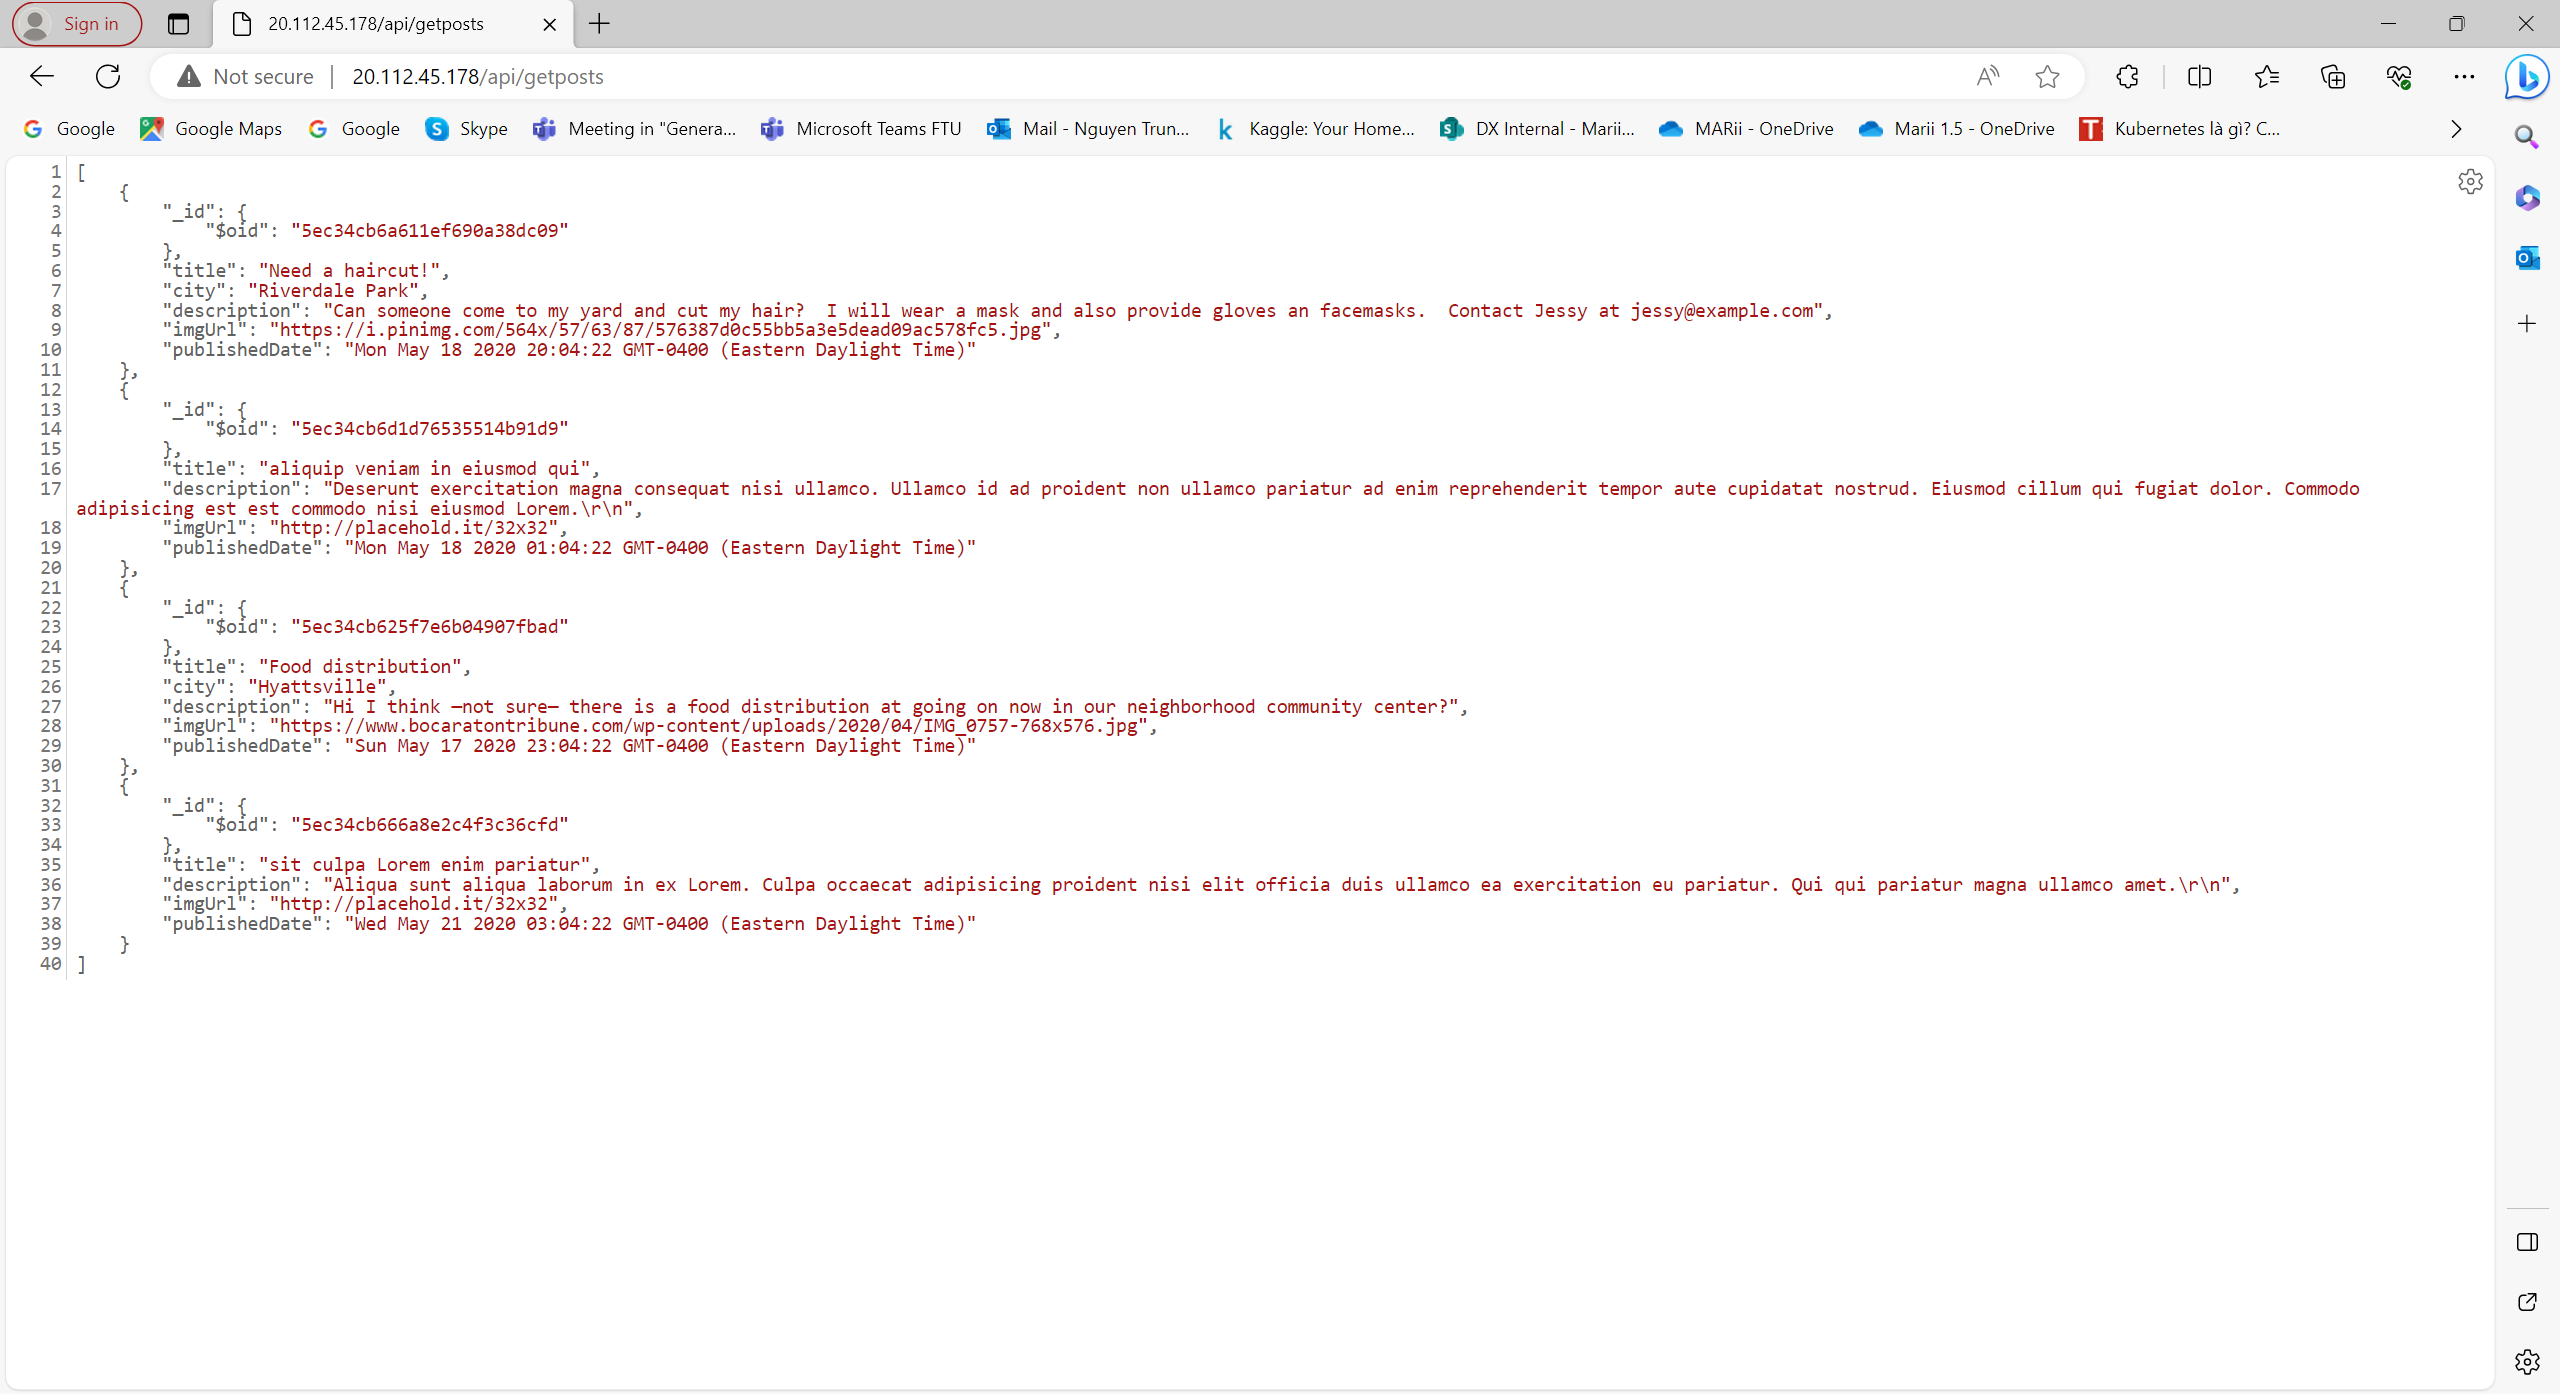 Sign in
20.112.45.178/api/getposts
Not secure
20.112.45.178/api/getposts
Google
Google Maps
Google
Skype
Meeting in "Genera...
Microsoft Teams FTU
Mail - Nguyen Trun...
Kaggle: Your Home...
DX Internal - Marii...
MARii - OneDrive
Marii 1.5 - OneDrive
Kubernetes là gì? C...
1 [
2 {
3 "_id": {
4 "$oid": "5ec34cb6a611ef690a38dc09"
5 },
6 "title": "Need a haircut!",
7 "city": "Riverdale Park",
8 "description": "Can someone come to my yard and cut my hair?  I will wear a mask and also provide gloves an facemasks.  Contact Jessy at jessy@example.com",
9 "imgUrl": "https://i.pinimg.com/564x/57/63/87/576387d0c55bb5a3e5dead09ac578fc5.jpg",
10 "publishedDate": "Mon May 18 2020 20:04:22 GMT-0400 (Eastern Daylight Time)"
11 },
12 {
13 "_id": {
14 "$oid": "5ec34cb6d1d76535514b91d9"
15 },
16 "title": "aliquip veniam in eiusmod qui",
17 "description": "Deserunt exercitation magna consequat nisi ullamco. Ullamco id ad proident non ullamco pariatur ad enim reprehenderit tempor aute cupidatat nostrud. Eiusmod cillum qui fugiat dolor. Commodo
adipisicing est est commodo nisi eiusmod Lorem.\r\n",
18 "imgUrl": "http://placehold.it/32x32",
19 "publishedDate": "Mon May 18 2020 01:04:22 GMT-0400 (Eastern Daylight Time)"
20 },
21 {
22 "_id": {
23 "$oid": "5ec34cb625f7e6b04907fbad"
24 },
25 "title": "Food distribution",
26 "city": "Hyattsville",
27 "description": "Hi I think —not sure— there is a food distribution at going on now in our neighborhood community center?",
28 "imgUrl": "https://www.bocaratontribune.com/wp-content/uploads/2020/04/IMG_0757-768x576.jpg",
29 "publishedDate": "Sun May 17 2020 23:04:22 GMT-0400 (Eastern Daylight Time)"
30 },
31 {
32 "_id": {
33 "$oid": "5ec34cb666a8e2c4f3c36cfd"
34 },
35 "title": "sit culpa Lorem enim pariatur",
36 "description": "Aliqua sunt aliqua laborum in ex Lorem. Culpa occaecat adipisicing proident nisi elit officia duis ullamco ea exercitation eu pariatur. Qui qui pariatur magna ullamco amet.\r\n",
37 "imgUrl": "http://placehold.it/32x32",
38 "publishedDate": "Wed May 21 2020 03:04:22 GMT-0400 (Eastern Daylight Time)"
39 }
40 ]